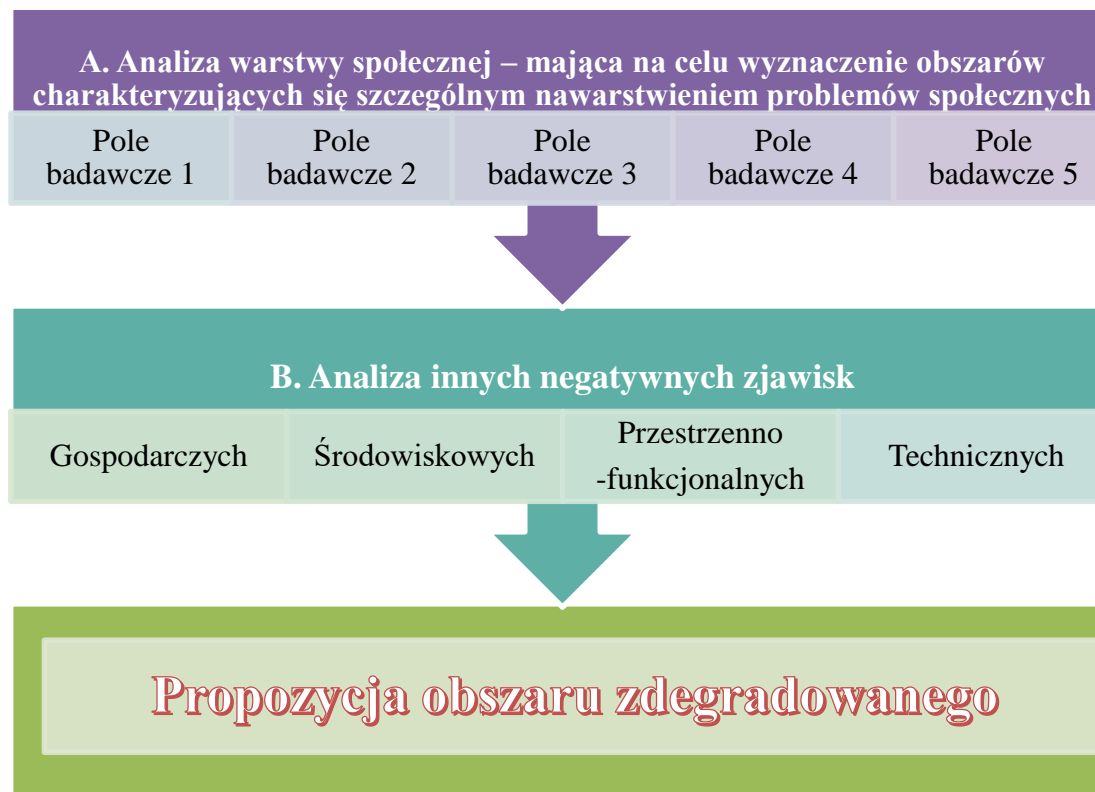 A. Analiza warstwy społecznej – mająca na celu wyznaczenie obszarów
charakteryzujących się szczególnym nawarstwieniem problemów społecznych
Pole
badawcze 1
Pole
badawcze 2
Pole
badawcze 3
Pole
badawcze 4
Pole
badawcze 5
B. Analiza innych negatywnych zjawisk
Gospodarczych
Środowiskowych
Przestrzenno
-funkcjonalnych
Technicznych
Propozycja obszaru zdegradowanego